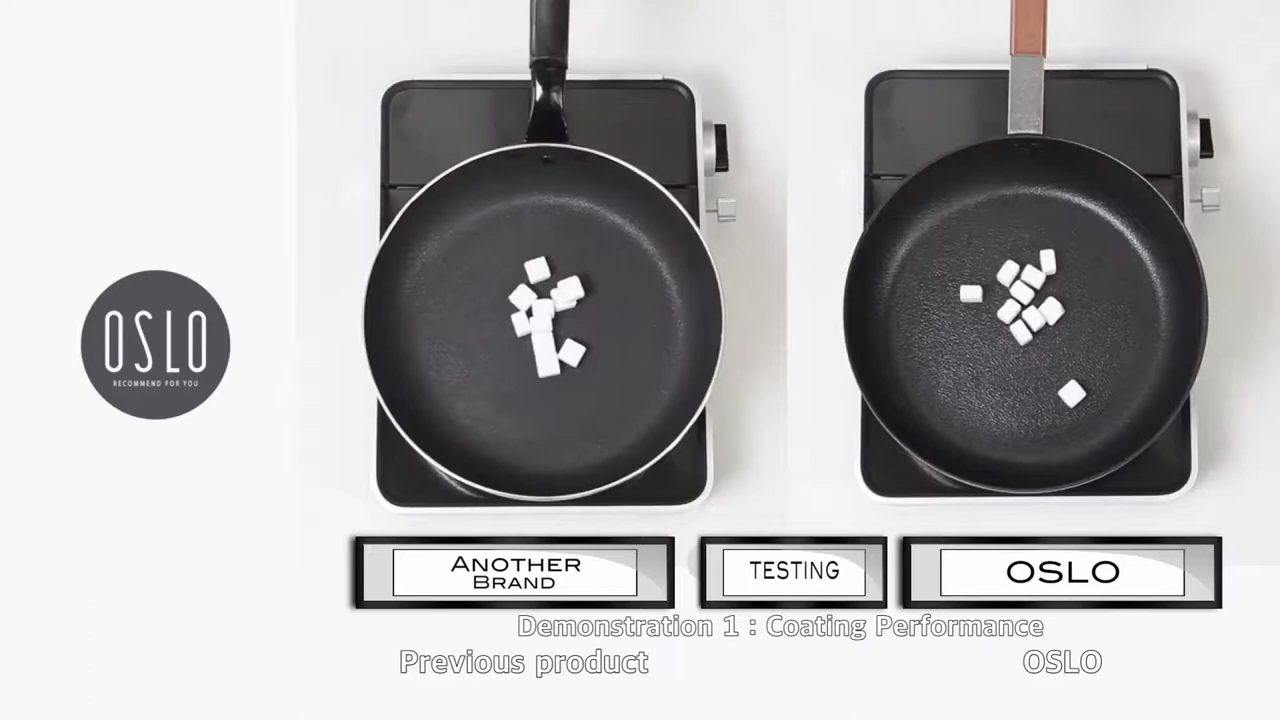 OSLO
RECOMMEND FOR YOU
ANOTHER
BRAND
TESTING
OSLO
Demonstration 1 : Coating Performance
Previous product
OSLO